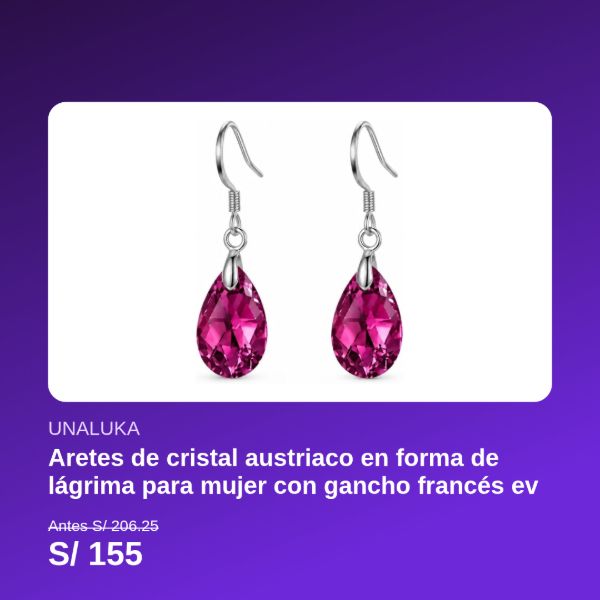 UNALUKA
Aretes de cristal austriaco en forma de
lágrima para mujer con gancho francés ev
Antes S/ 206.25
S/ 155